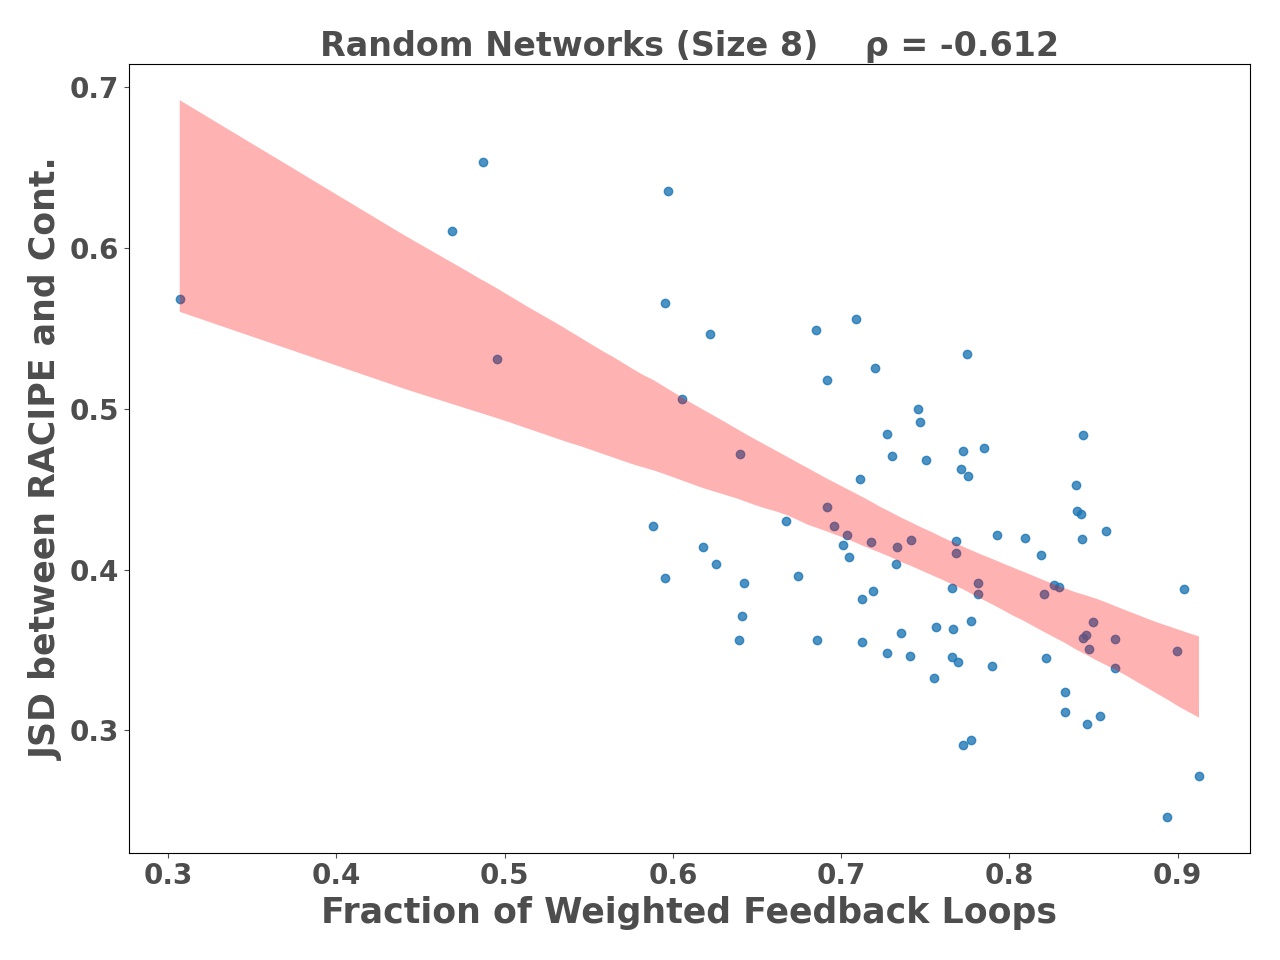 Random Networks (Size 8) ρ = -0.612
JSD between RACIPE and Cont.
0.7
0.6
0.5
0.4
0.3
0.3 0.4 0.5 0.6 0.7 0.8 0.9
Fraction of Weighted Feedback Loops